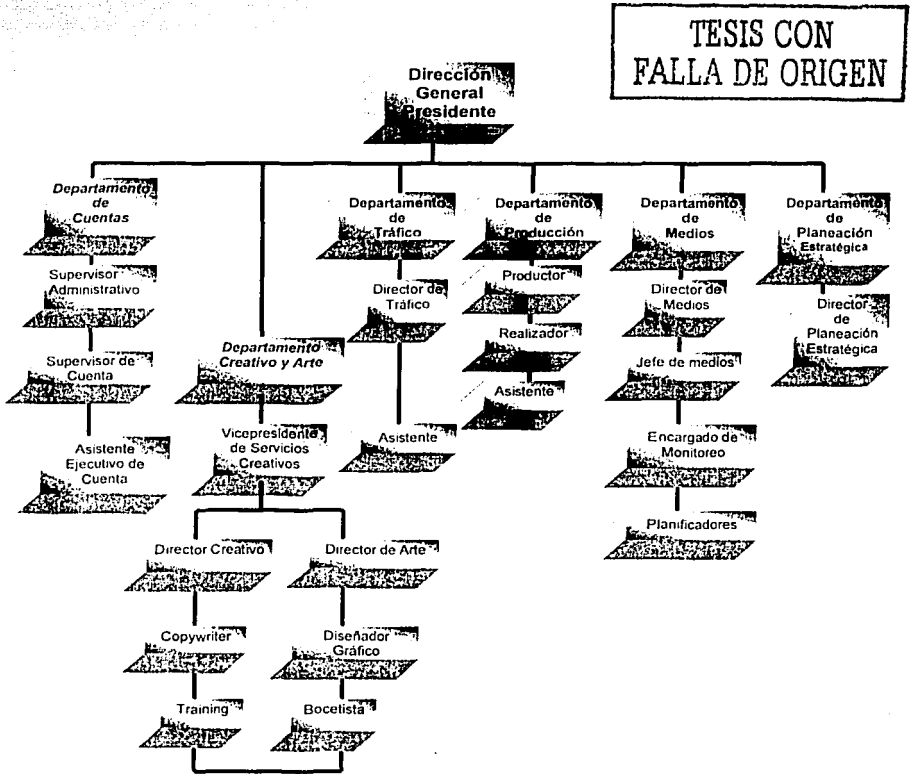 TESIS CON
FALLA DE ORIGEN
Dirección
General
Presidente
Departamento
de
Cuentas
Supervisor
Administrativo
Supervisor de
Cuenta
Asistente
Ejecutivo de
Cuenta
Departamento
Creativo y Arte
Vicepresidente
de Servicios
Creativos
Director Creativo
Copywriter
Training
Director de Arte
Diseñador
Gráfico
Bocetista
Departamento
de
Tráfico
Director de
Tráfico
Asistente
Departamento
de
Producción
Productor
Realizador
Asistente
Departamento
de
Medios
Director de
Medios
Jefe de medios
Encargado de
Monitoreo
Planificadores
Departamento
de
Planeación
Estratégica
Director
de
Planeación
Estratégica